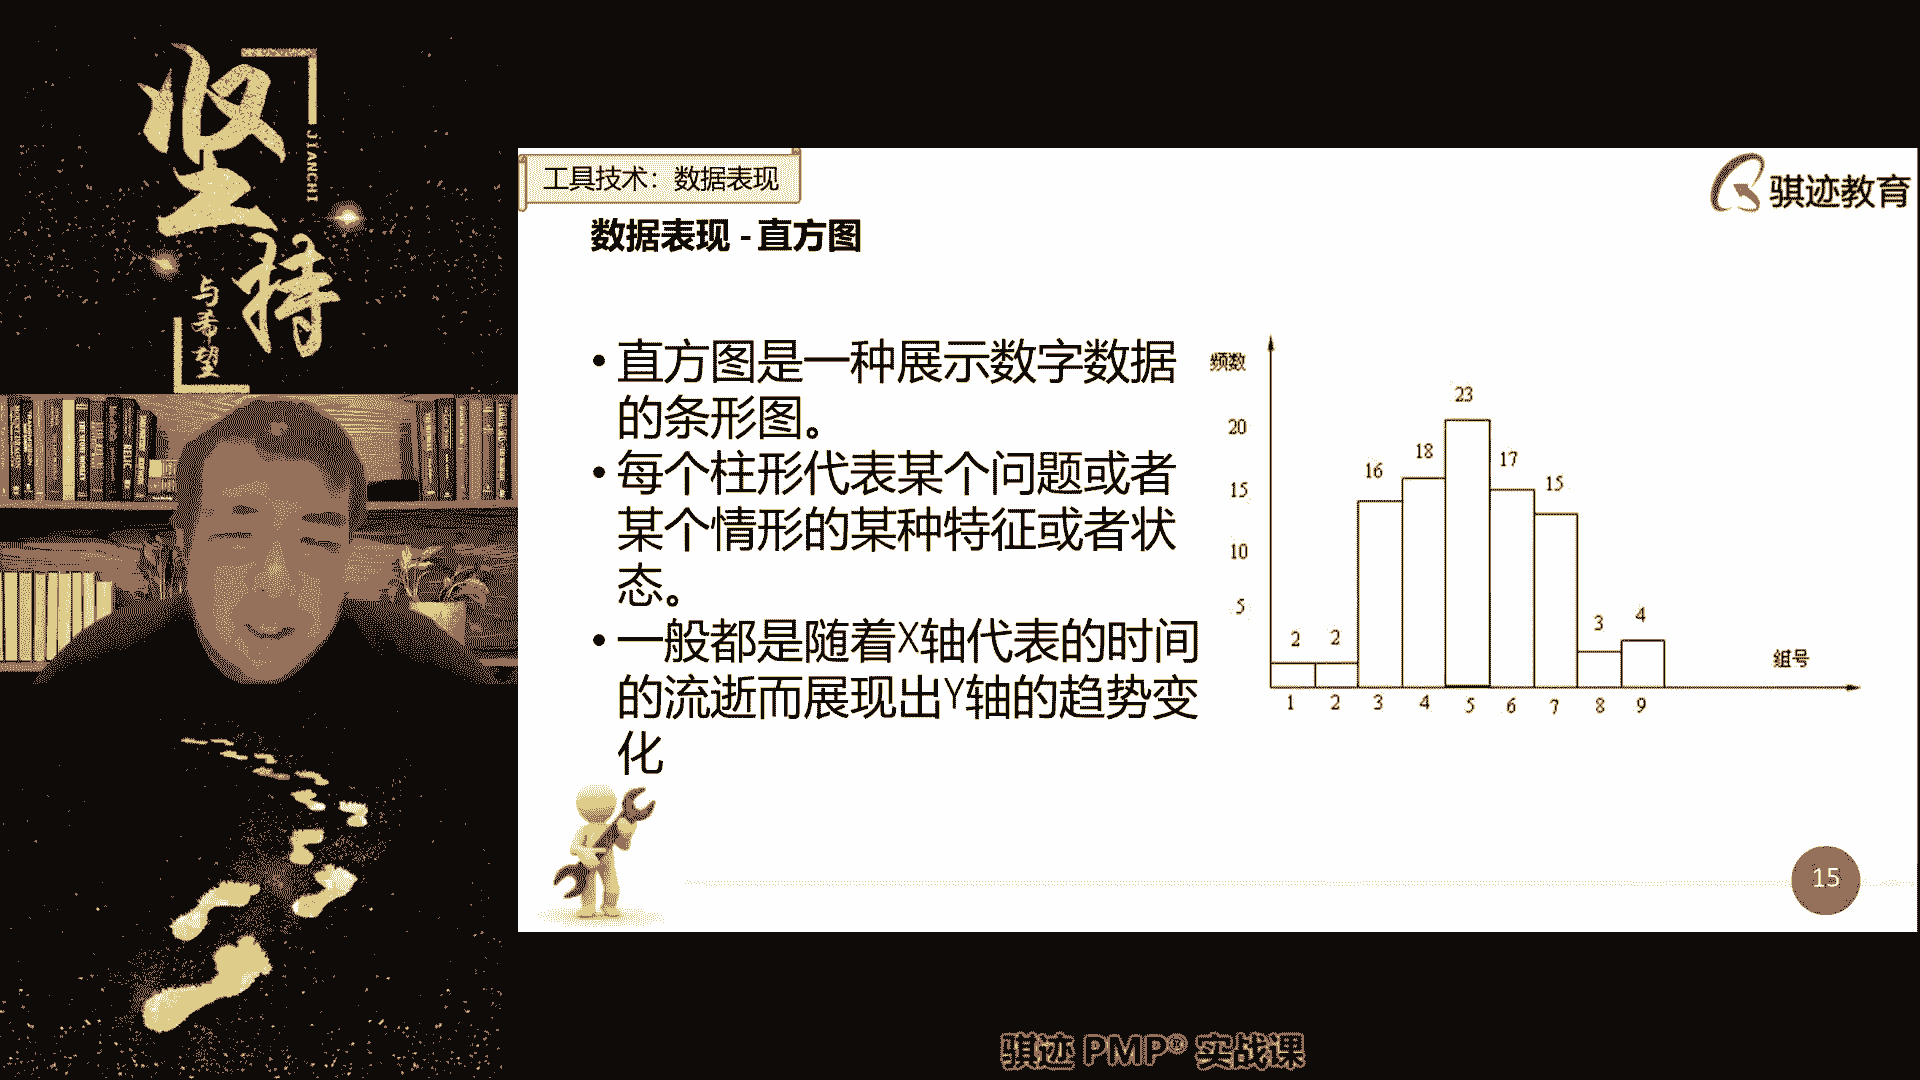 坚持
JIANCHI
与希望
工具技术：数据表现
骐迹教育
数据表现 - 直方图
• 直方图是一种展示数字数据
的条形图。
• 每个柱形代表某个问题或者
某个情形的某种特征或者状
态。
• 一般都是随着X轴代表的时间
的流逝而展现出Y轴的趋势变
化
频数
20
15
10
5
2 2 16 18 23 17 15 3 4
组号
1 2 3 4 5 6 7 8 9
15
骐迹 PMP® 实战课